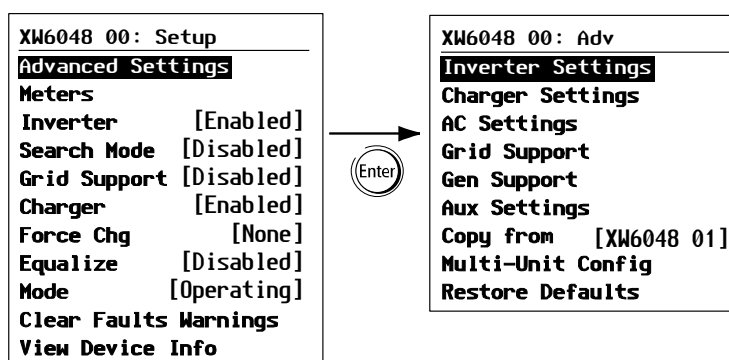 XW6048 00: Setup
Advanced Settings
Meters
Inverter [Enabled]
Search Mode [Disabled]
Grid Support [Disabled]
Charger [Enabled]
Force Chg [None]
Equalize [Disabled]
Mode [Operating]
Clear Faults Warnings
View Device Info
Enter
XW6048 00: Adv
Inverter Settings
Charger Settings
AC Settings
Grid Support
Gen Support
Aux Settings
Copy from [XW6048 01]
Multi-Unit Config
Restore Defaults